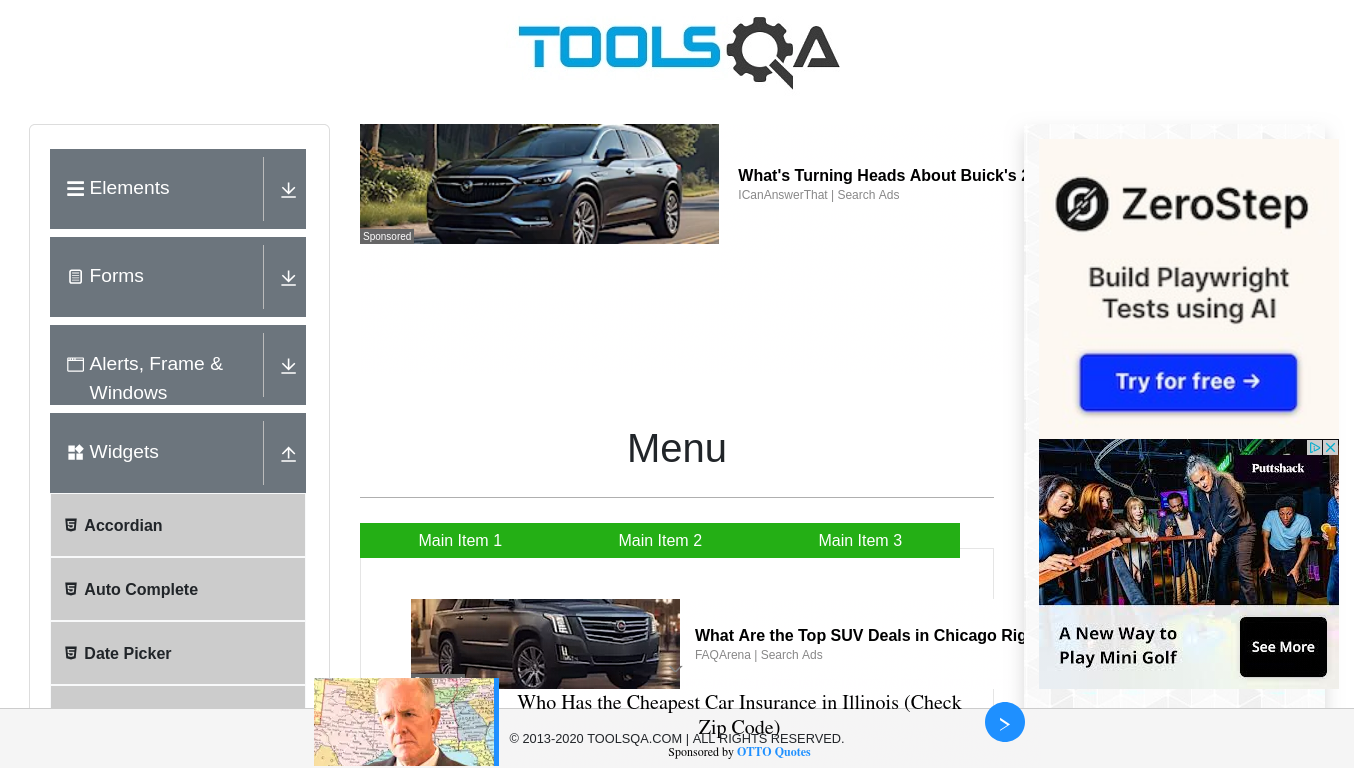 TOOLSQA
Elements
Forms
Alerts, Frame &
Windows
Widgets
Accordian
Auto Complete
Date Picker
Sponsored
What's Turning Heads About Buick's
ICanAnswerThat | Search Ads
Menu
Main Item 1
Main Item 2
Main Item 3
What Are the Top SUV Deals in Chicago
FAQArena | Search Ads
ZeroStep
Build Playwright
Tests using AI
Try for free →
Puttshack
A New Way to
Play Mini Golf
See More
Who Has the Cheapest Car Insurance in Illinois (Check
Zip Code)
© 2013-2020 TOOLSQA.COM | ALL RIGHTS RESERVED.
Sponsored by OTTO Quotes